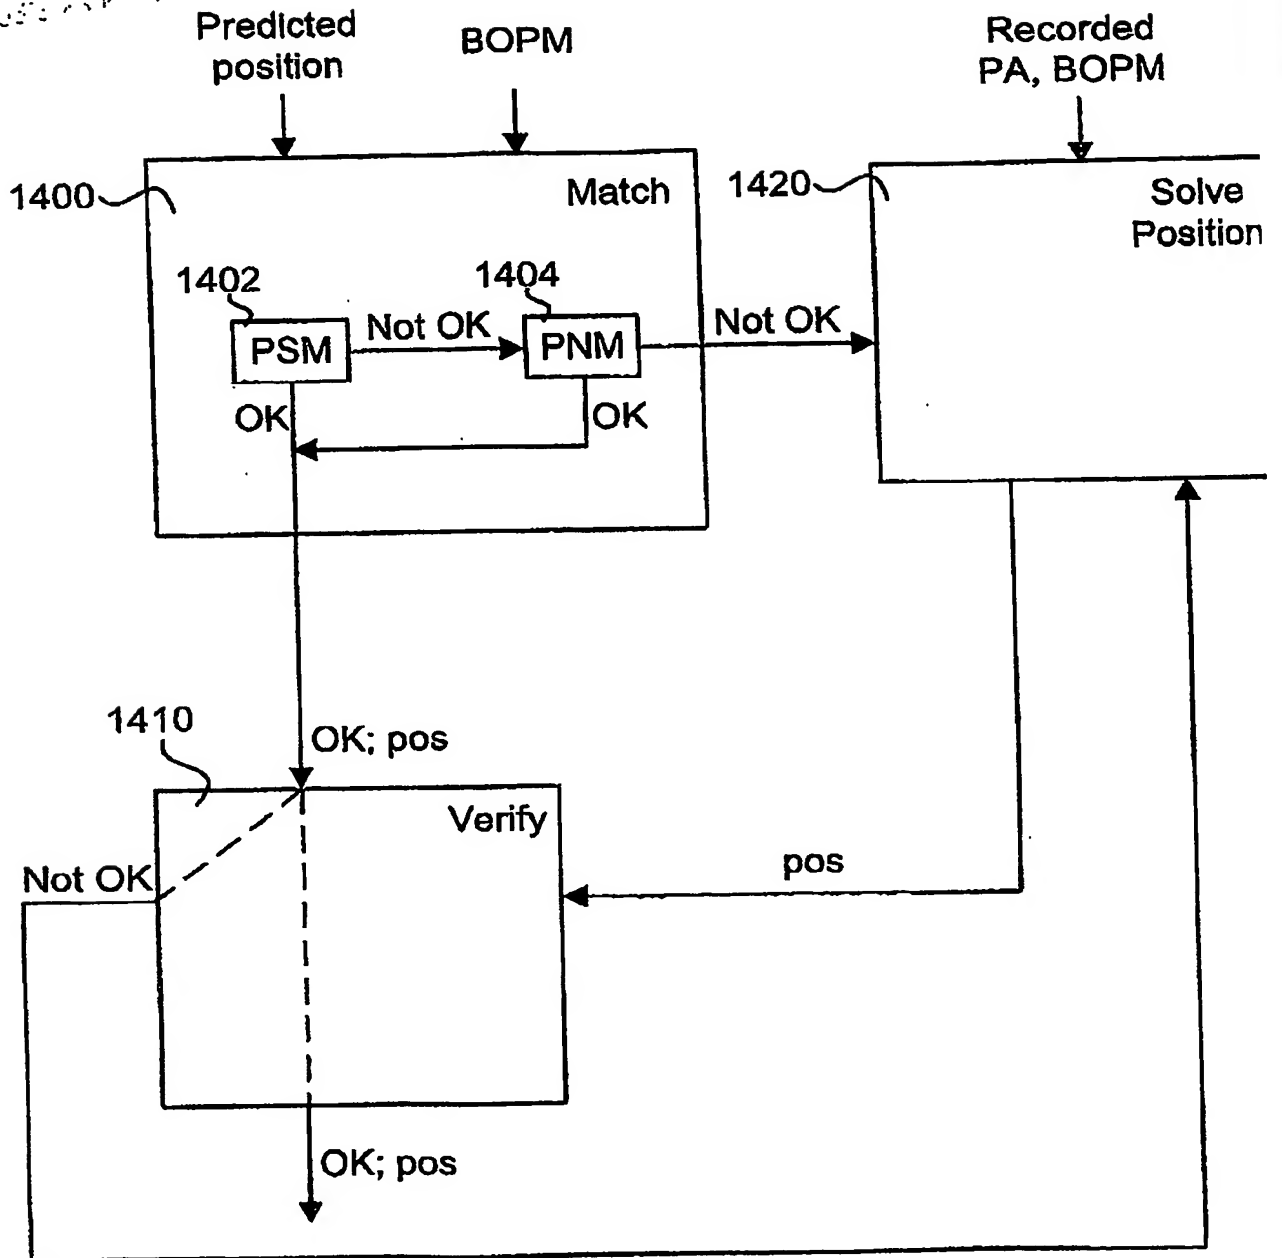 Predicted
position
BOPM
Recorded
PA, BOPM
1400
Match
1420
Solve
Position
1402
1404
PSM
Not OK
PNM
Not OK
OK
OK
1410
OK; pos
Verify
Not OK
pos
OK; pos